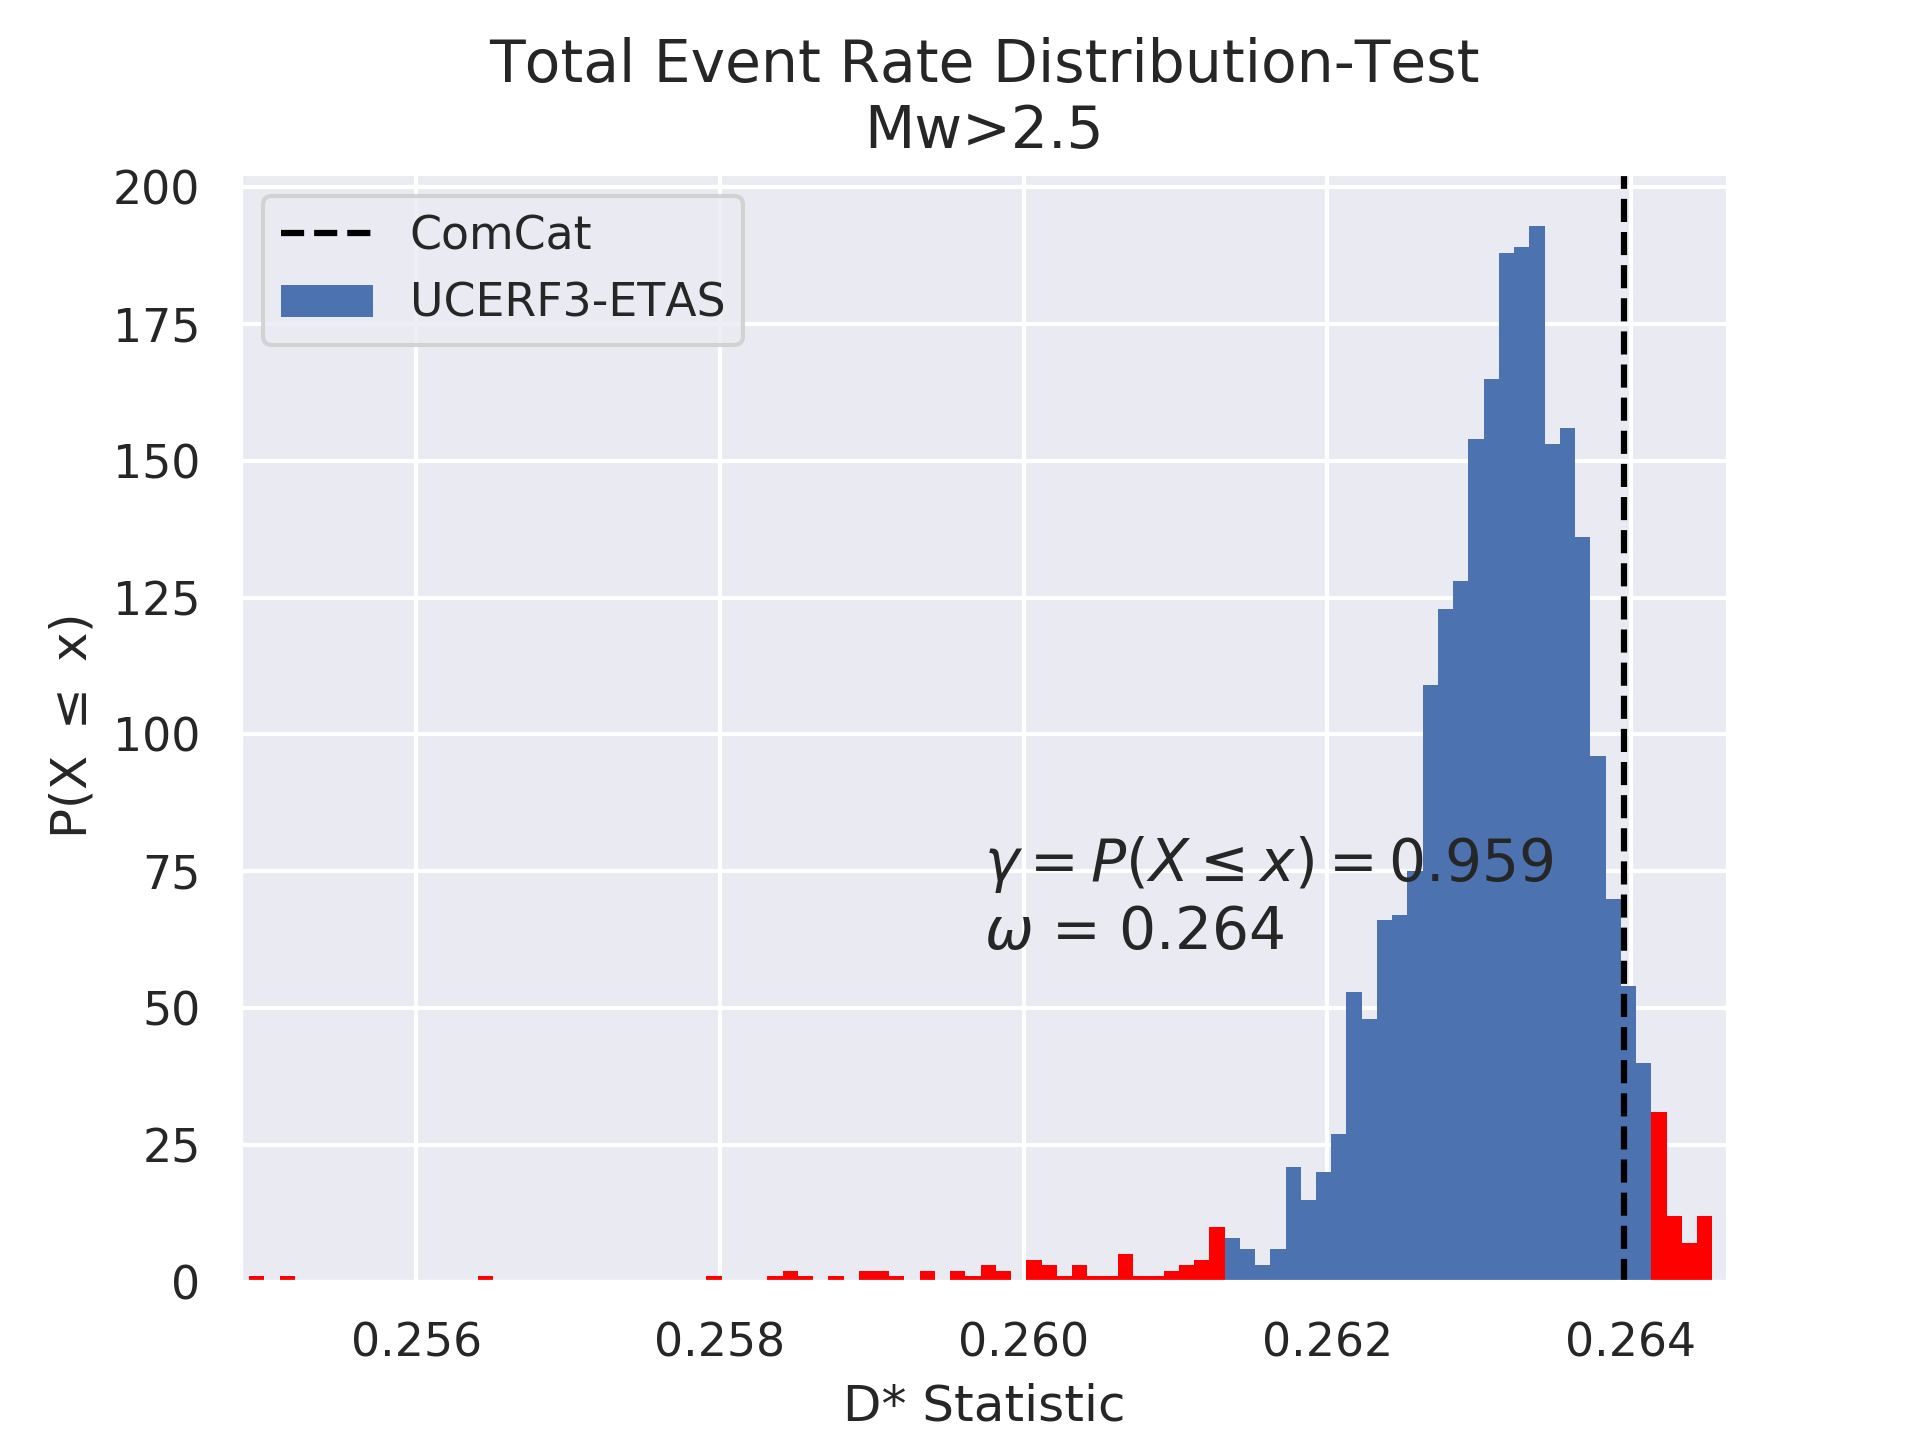 Total Event Rate Distribution-Test
Mw>2.5
200
175
150
125
100
75
50
25
0
P(X ≤ x)
ComCat
UCERF3-ETAS
γ = P(X ≤ x) = 0.959
ω = 0.264
0.256 0.258 0.260 0.262 0.264
D* Statistic